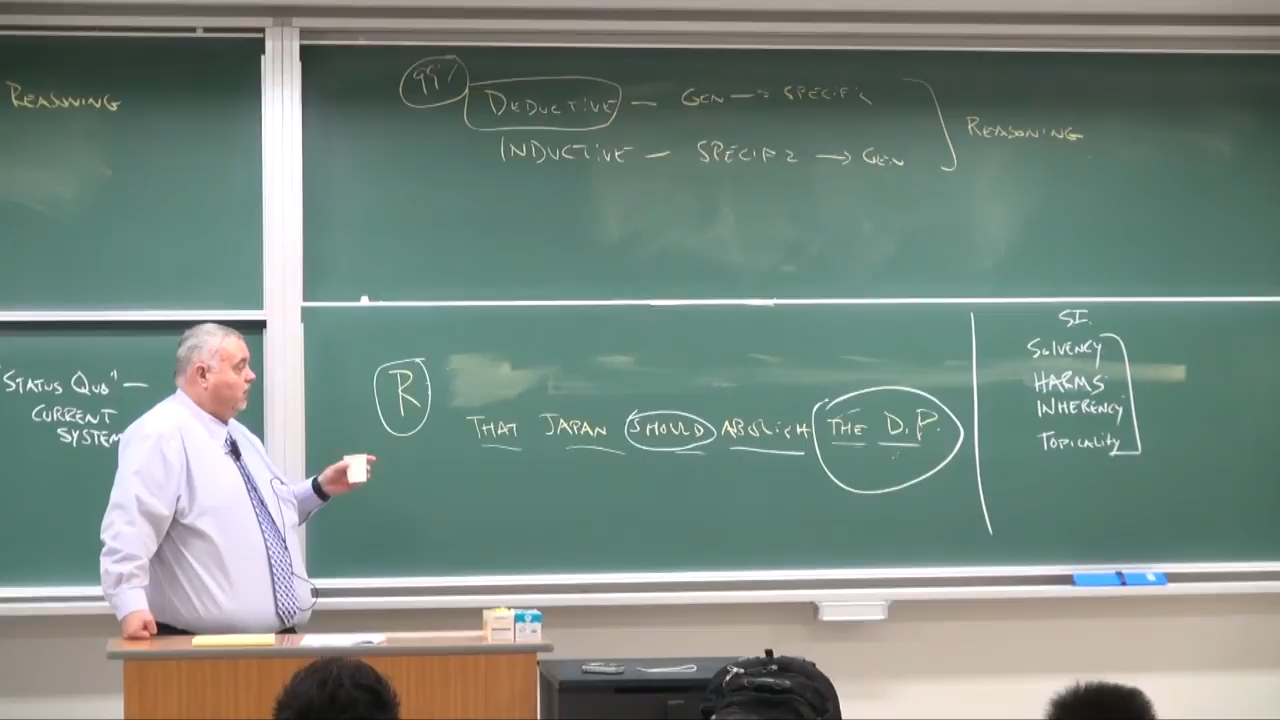 REASONING
99%
DEDUCTIVE — GEN → SPECIFIC
INDUCTIVE — SPECIFIC → GEN
REASONING
"STATUS QUO" —
CURRENT
SYSTEM
R
THAT JAPAN SHOULD ABOLISH THE D.P.
S.I.
SOLVENCY
HARMS
INHERENCY
TOPICALITY